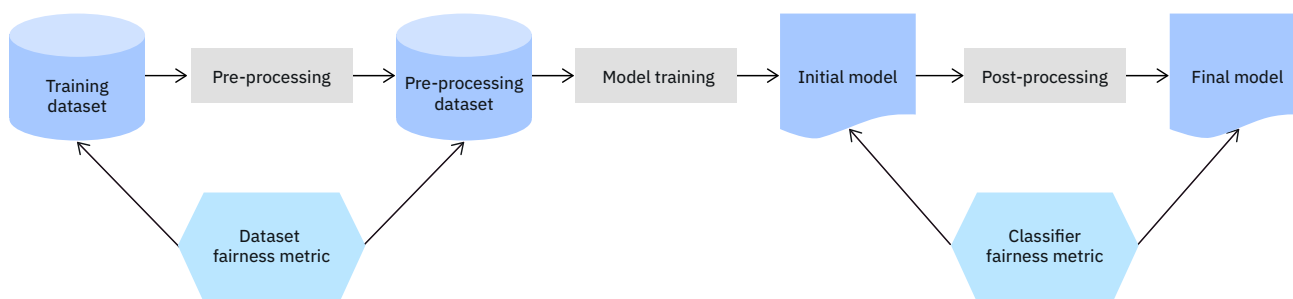 Training
dataset
Pre-processing
Pre-processing
dataset
Model training
Initial model
Post-processing
Final model
Dataset
fairness metric
Classifier
fairness metric